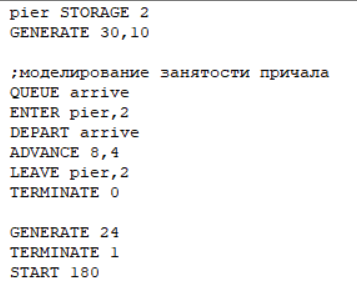 pier STORAGE 2
GENERATE 30,10
;моделирование занятости причала
QUEUE arrive
ENTER pier,2
DEPART arrive
ADVANCE 8,4
LEAVE pier,2
TERMINATE 0
GENERATE 24
TERMINATE 1
START 180